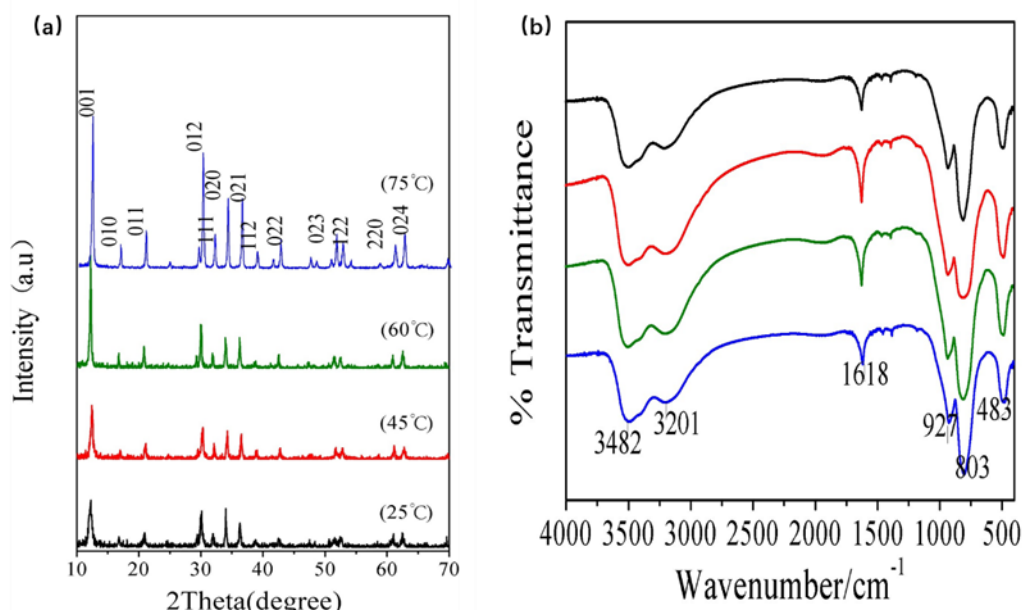 (a)
Intensity (a.u)
001
010
011
012
111
020
021
112
022
023
122
220
024
(75℃)
(60℃)
(45℃)
(25℃)
10 20 30 40 50 60 70
2Theta(degree)
(b)
% Transmittance
3482
3201
1618
927
803
483
4000 3500 3000 2500 2000 1500 1000 500
Wavenumber/cm-1